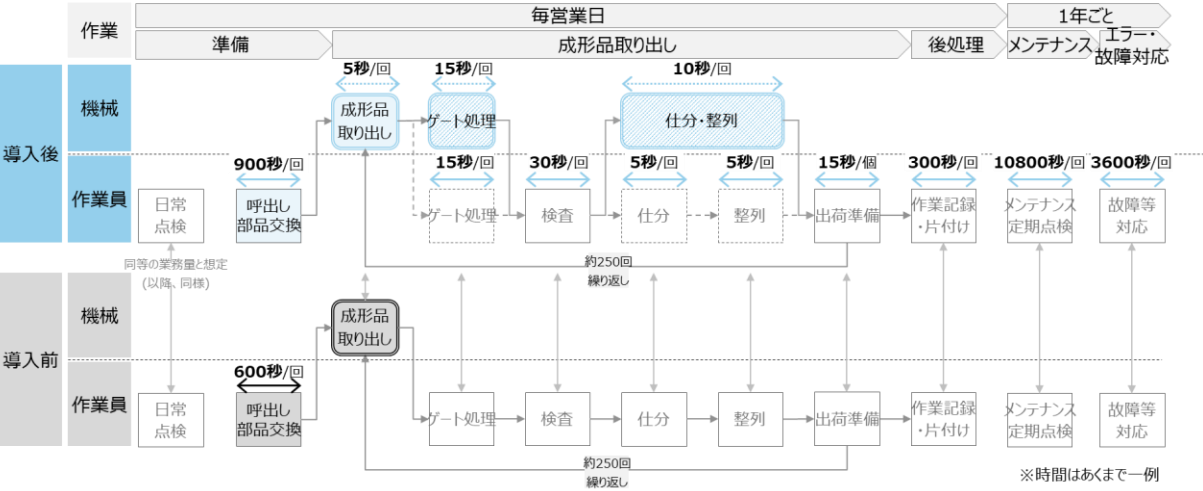 作業
毎営業日
1年ごと
準備
成形品取り出し
後処理
メンテナンス
エラー・
故障対応
導入後
機械
5秒/回
15秒/回
10秒/回
成形品
取り出し
ゲート処理
仕分・整列
作業員
900秒/回
15秒/回
30秒/回
5秒/回
5秒/回
15秒/個
300秒/回
10800秒/回
3600秒/回
日常
点検
呼出し
部品交換
ゲート処理
検査
仕分
整列
出荷準備
作業記録
・片付け
メンテナンス
定期点検
故障等
対応
同等の業務量と想定
(以降、同様)
約250回
繰り返し
導入前
機械
成形品
取り出し
作業員
600秒/回
日常
点検
呼出し
部品交換
ゲート処理
検査
仕分
整列
出荷準備
作業記録
・片付け
メンテナンス
定期点検
故障等
対応
約250回
繰り返し
※時間はあくまで一例